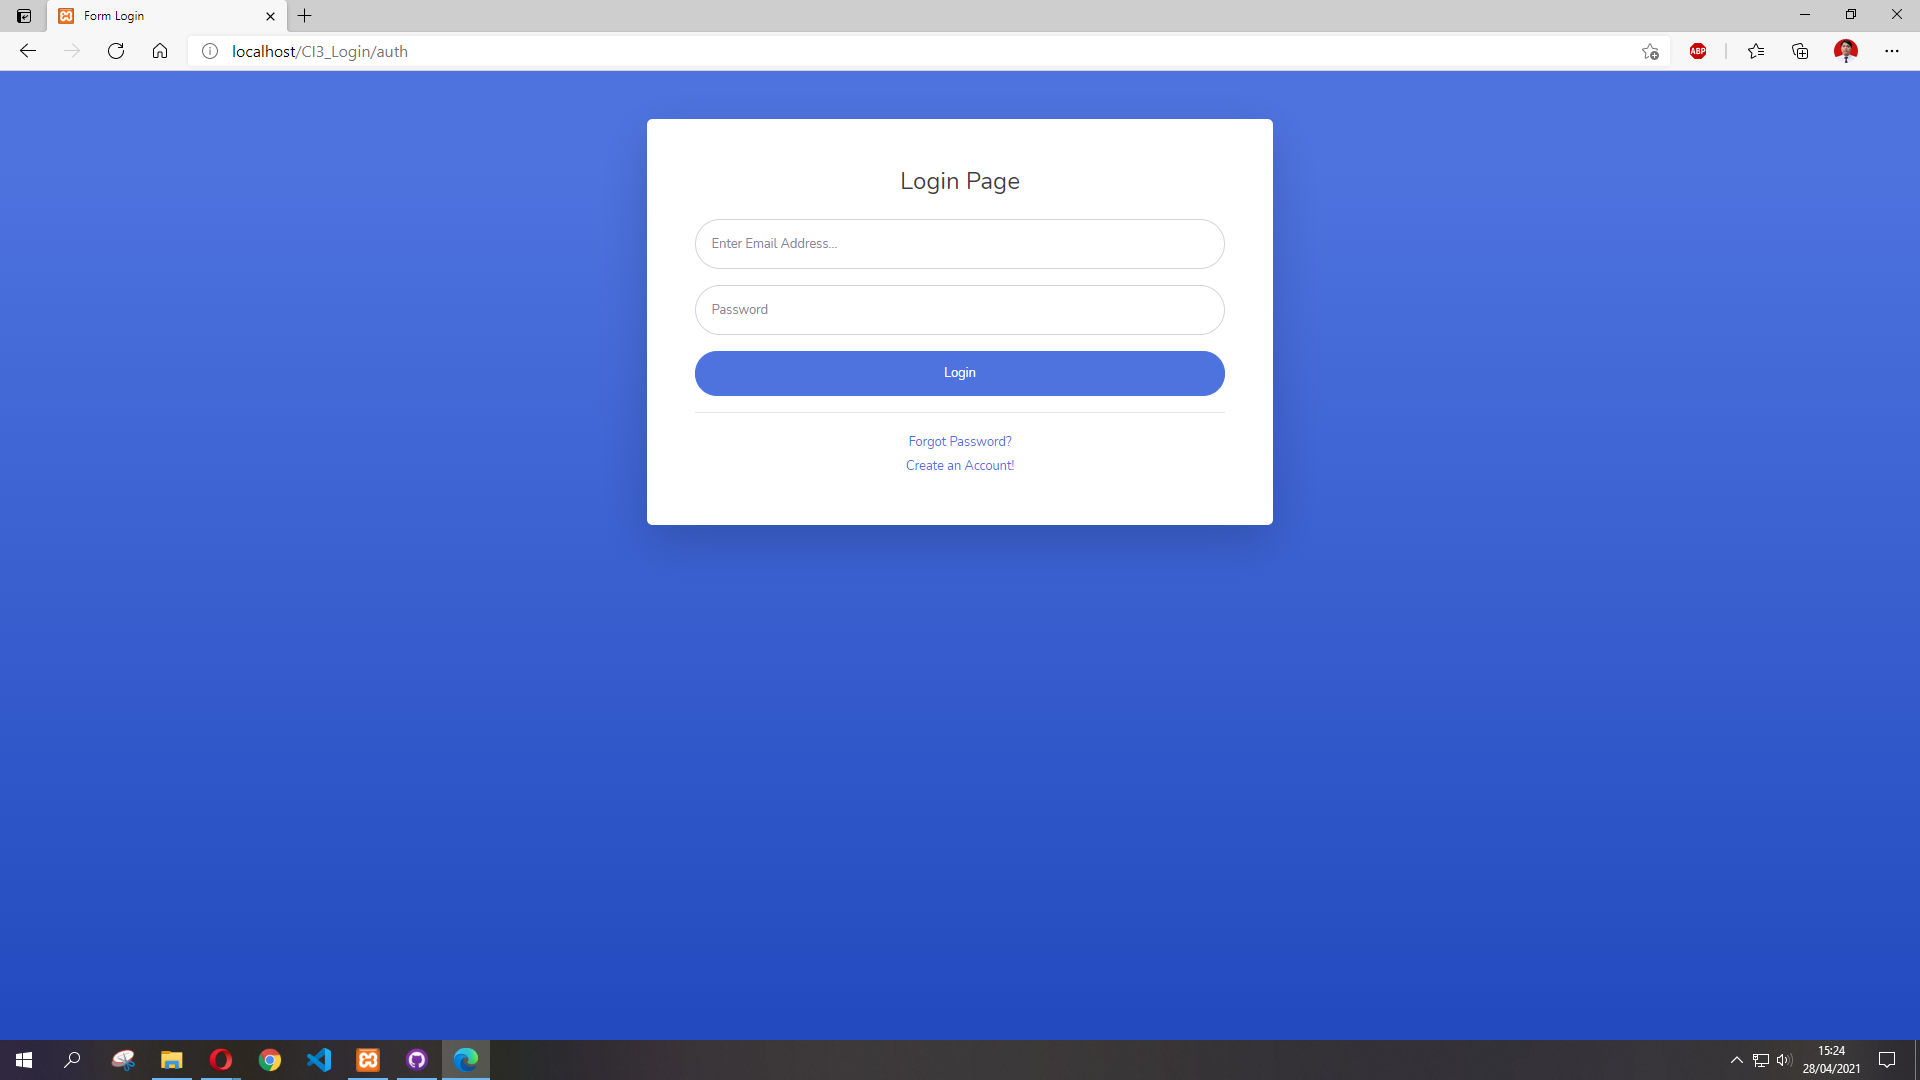 Form Login
localhost/CI3_Login/auth
ABP
Login Page
Enter Email Address...
Password
Login
Forgot Password?
Create an Account!
15:24
28/04/2021